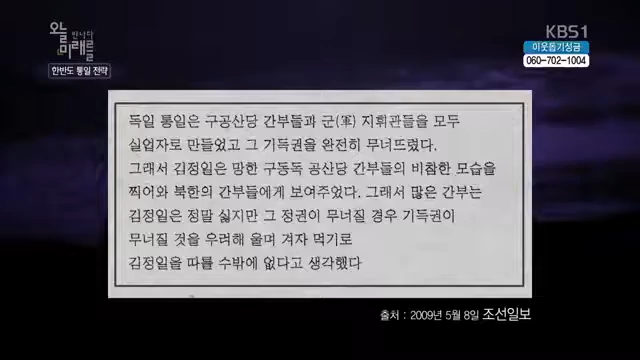 오늘 만나다
미래를
한반도 통일 전략
KBS1
이웃돕기성금
060-702-1004
독일 통일은 구공산당 간부들과 군(軍) 지휘관들을 모두
실업자로 만들었고 그 기득권을 완전히 무너뜨렸다.
그래서 김정일은 망한 구동독 공산당 간부들의 비참한 모습을
찍어와 북한의 간부들에게 보여주었다. 그래서 많은 간부는
김정일은 정말 싫지만 그 정권이 무너질 경우 기득권이
무너질 것을 우려해 울며 겨자 먹기로
김정일을 따를 수밖에 없다고 생각했다
출처 : 2009년 5월 8일 조선일보